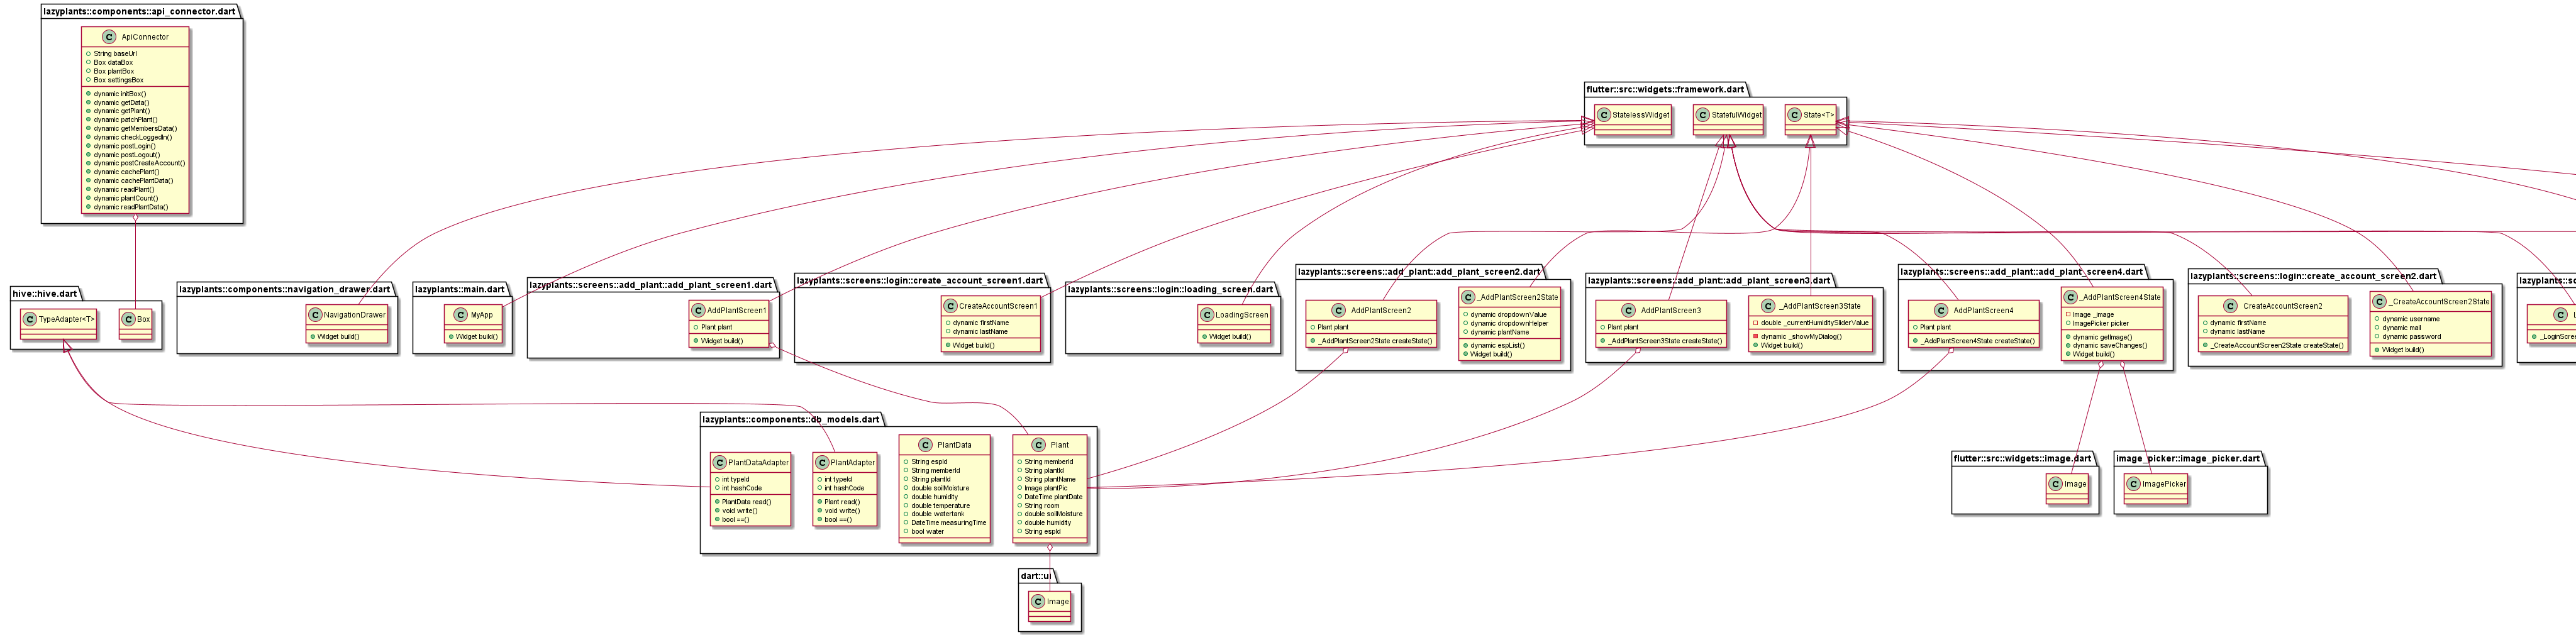 lazyplants::components::api_connector.dart
C ApiConnector
String baseUrl
Box dataBox
Box plantBox
Box settingsBox
dynamic initBox()
dynamic getData()
dynamic getPlant()
dynamic patchPlant()
dynamic getMembersData()
dynamic checkLoggedIn()
dynamic postLogin()
dynamic postLogout()
dynamic postCreateAccount()
dynamic cachePlant()
dynamic cachePlantData()
dynamic readPlant()
dynamic plantCount()
dynamic readPlantData()
flutter::src::widgets::framework.dart
C StatelessWidget
C StatefulWidget
C State<T>
hive::hive.dart
C TypeAdapter<T>
C Box
lazyplants::components::navigation_drawer.dart
C NavigationDrawer
Widget build()
lazyplants::main.dart
C MyApp
Widget build()
lazyplants::screens::add_plant::add_plant_screen1.dart
C AddPlantScreen1
Plant plant
Widget build()
lazyplants::screens::login::create_account_screen1.dart
C CreateAccountScreen1
dynamic firstName
dynamic lastName
Widget build()
lazyplants::screens::login::loading_screen.dart
C LoadingScreen
Widget build()
lazyplants::screens::add_plant::add_plant_screen2.dart
C AddPlantScreen2
Plant plant
_AddPlantScreen2State createState()
C _AddPlantScreen2State
dynamic dropdownValue
dynamic dropdownHelper
dynamic plantName
dynamic espList()
Widget build()
lazyplants::screens::add_plant::add_plant_screen3.dart
C AddPlantScreen3
Plant plant
_AddPlantScreen3State createState()
C _AddPlantScreen3State
double _currentHumiditySliderValue
dynamic _showMyDialog()
Widget build()
lazyplants::screens::add_plant::add_plant_screen4.dart
C AddPlantScreen4
Plant plant
_AddPlantScreen4State createState()
C _AddPlantScreen4State
Image _image
ImagePicker picker
dynamic getImage()
dynamic saveChanges()
Widget build()
lazyplants::screens::login::create_account_screen2.dart
C CreateAccountScreen2
dynamic firstName
dynamic lastName
_CreateAccountScreen2State createState()
C _CreateAccountScreen2State
dynamic username
dynamic mail
dynamic password
Widget build()
lazyplants::sc
C L
_LoginScre
lazyplants::components::db_models.dart
C PlantDataAdapter
int typeId
int hashCode
PlantData read()
void write()
bool ==()
C PlantAdapter
int typeId
int hashCode
Plant read()
void write()
bool ==()
C PlantData
String espId
String memberId
String plantId
double soilMoisture
double humidity
double temperature
double watertank
DateTime measuringTime
bool water
C Plant
String memberId
String plantId
String plantName
Image plantPic
DateTime plantDate
String room
double soilMoisture
double humidity
String espId
flutter::src::widgets::image.dart
C Image
image_picker::image_picker.dart
C ImagePicker
dart::ui
C Image